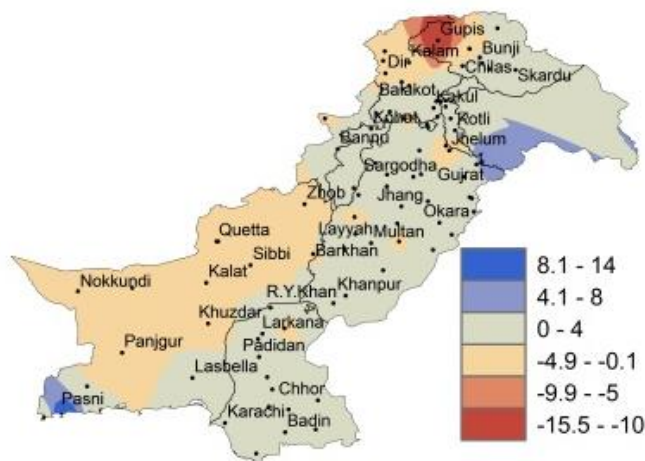 Gupis
Kalam
Bunji
Dir
Chilas
Skardu
Balakot
Kakul
Kohat
Kotli
Bannu
Jhelum
Sargodha
Gujrat
Zhob
Jhang
Okara
Layyah
Multan
Quetta
Sibbi
Barkhan
Nokkundi
Kalat
R.Y.Khan
Khanpur
Khuzdar
Larkana
Panjgur
Padidan
Lasbella
Pasni
Chhor
Karachi
Badin
8.1 - 14
4.1 - 8
0 - 4
-4.9 - -0.1
-9.9 - -5
-15.5 - -10